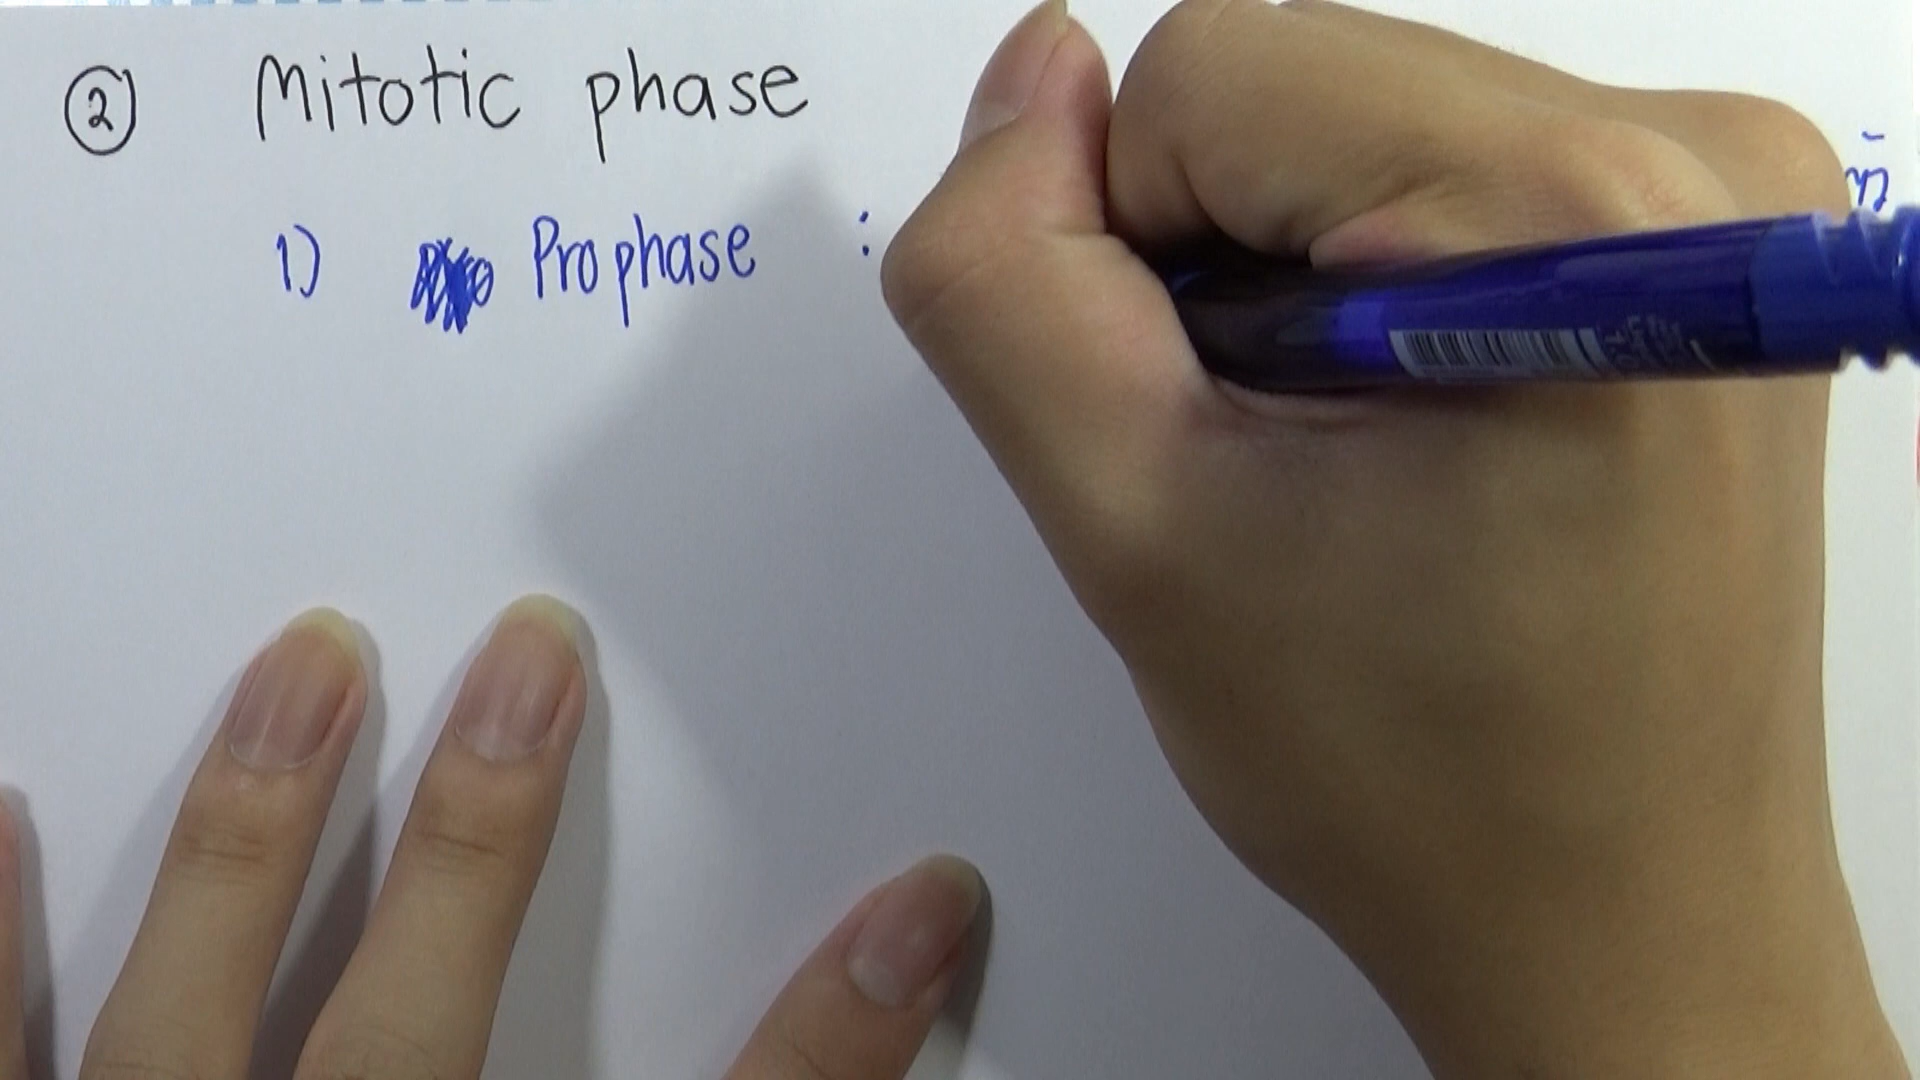 ② Mitotic phase
1) Prophase :